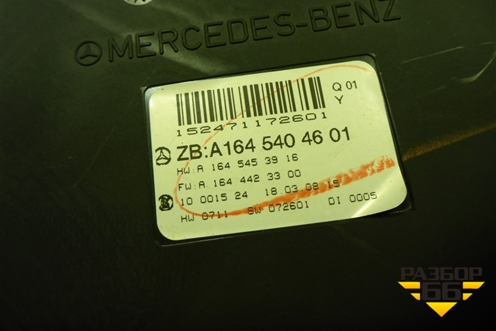 MERCEDES-BENZ
Q 01
Y
152471172601
ZB:A164 540 46 01
HW: A 164 545 39 16
FW: A 164 442 33 00
10 0015 24 18 03 08 15
HW 0711 SW 072601 01 0005
РАЗБОР
66